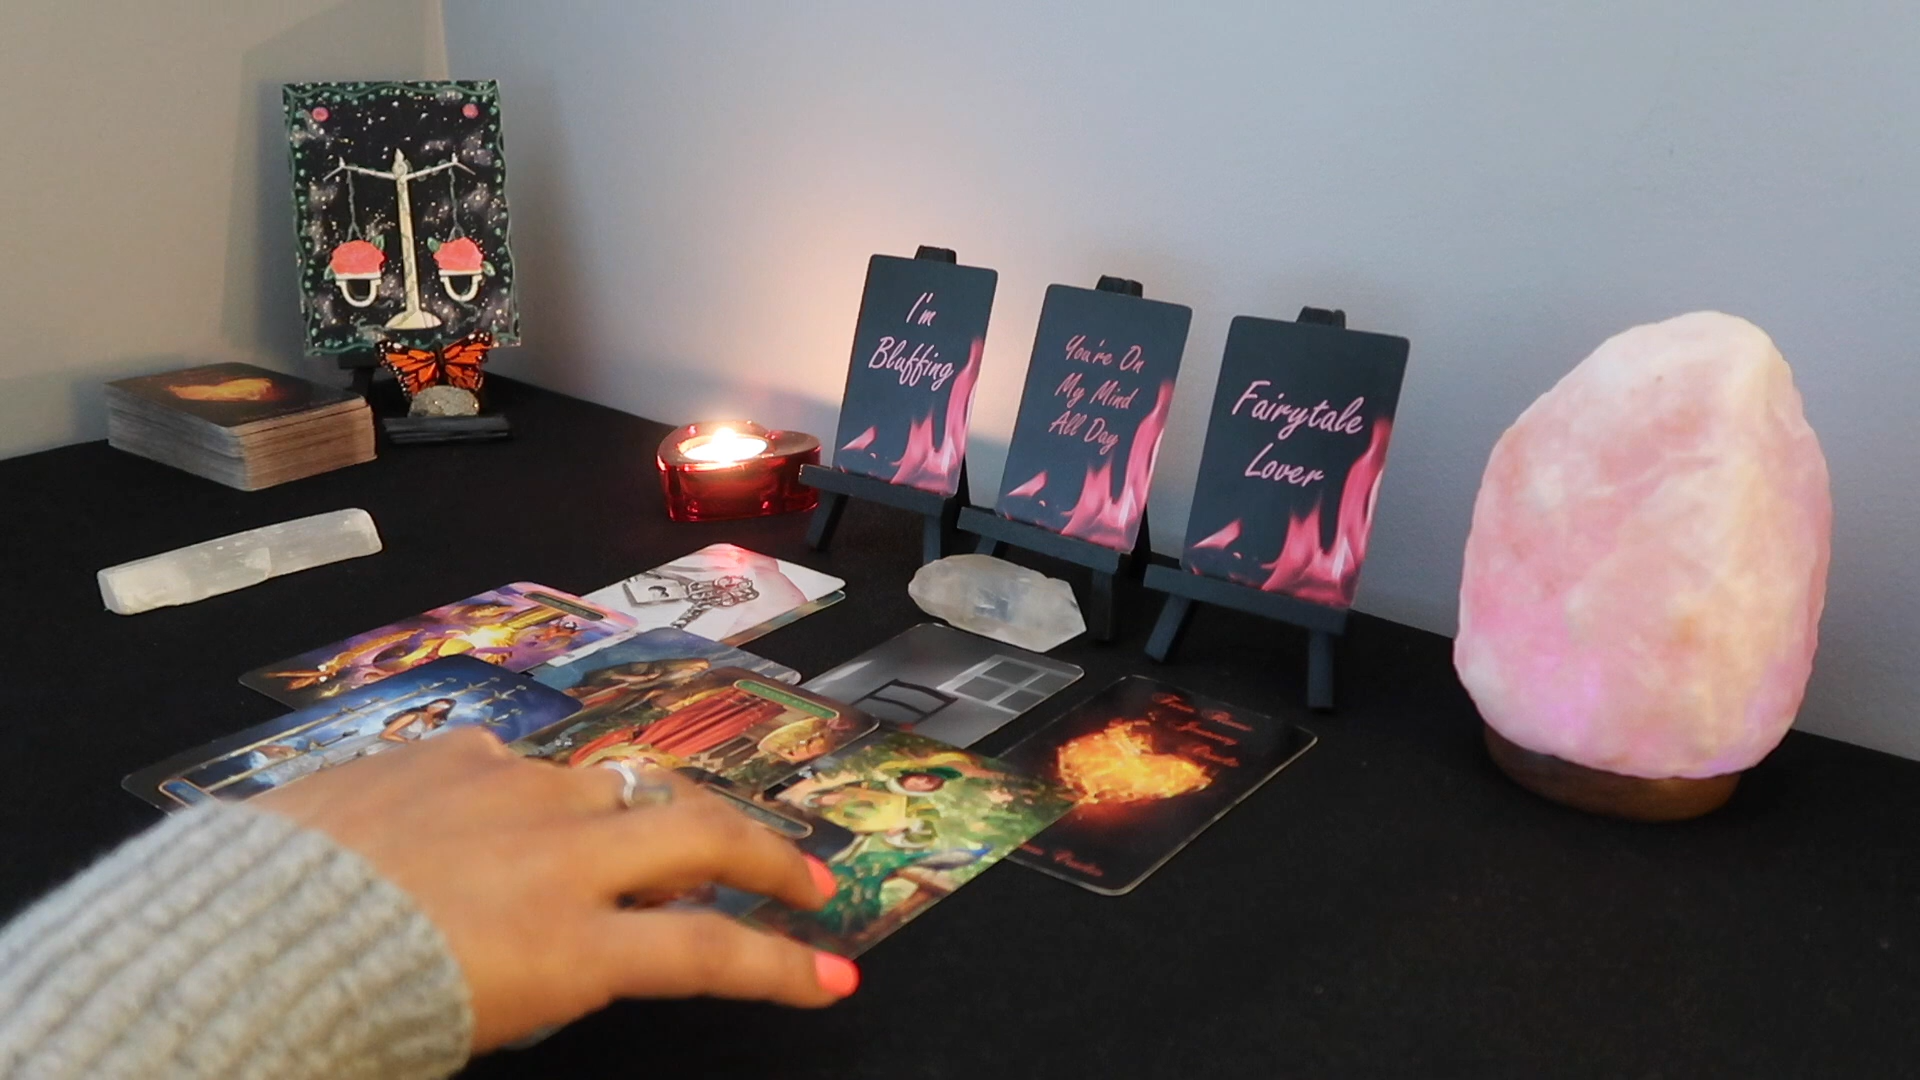 I'm
Bluffing
You're On
My Mind
All Day
Fairytale
Lover